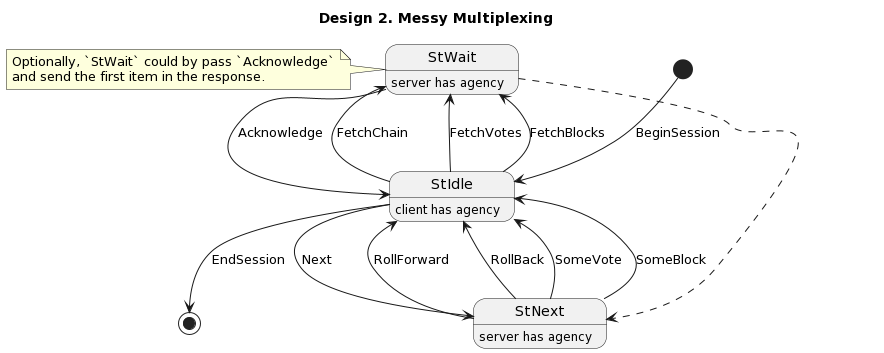 Design 2. Messy Multiplexing
Optionally, `StWait` could by pass `Acknowledge`
and send the first item in the response.
StWait
server has agency
Acknowledge
FetchChain
FetchVotes
FetchBlocks
BeginSession
StIdle
client has agency
EndSession
Next
RollForward
RollBack
SomeVote
SomeBlock
StNext
server has agency